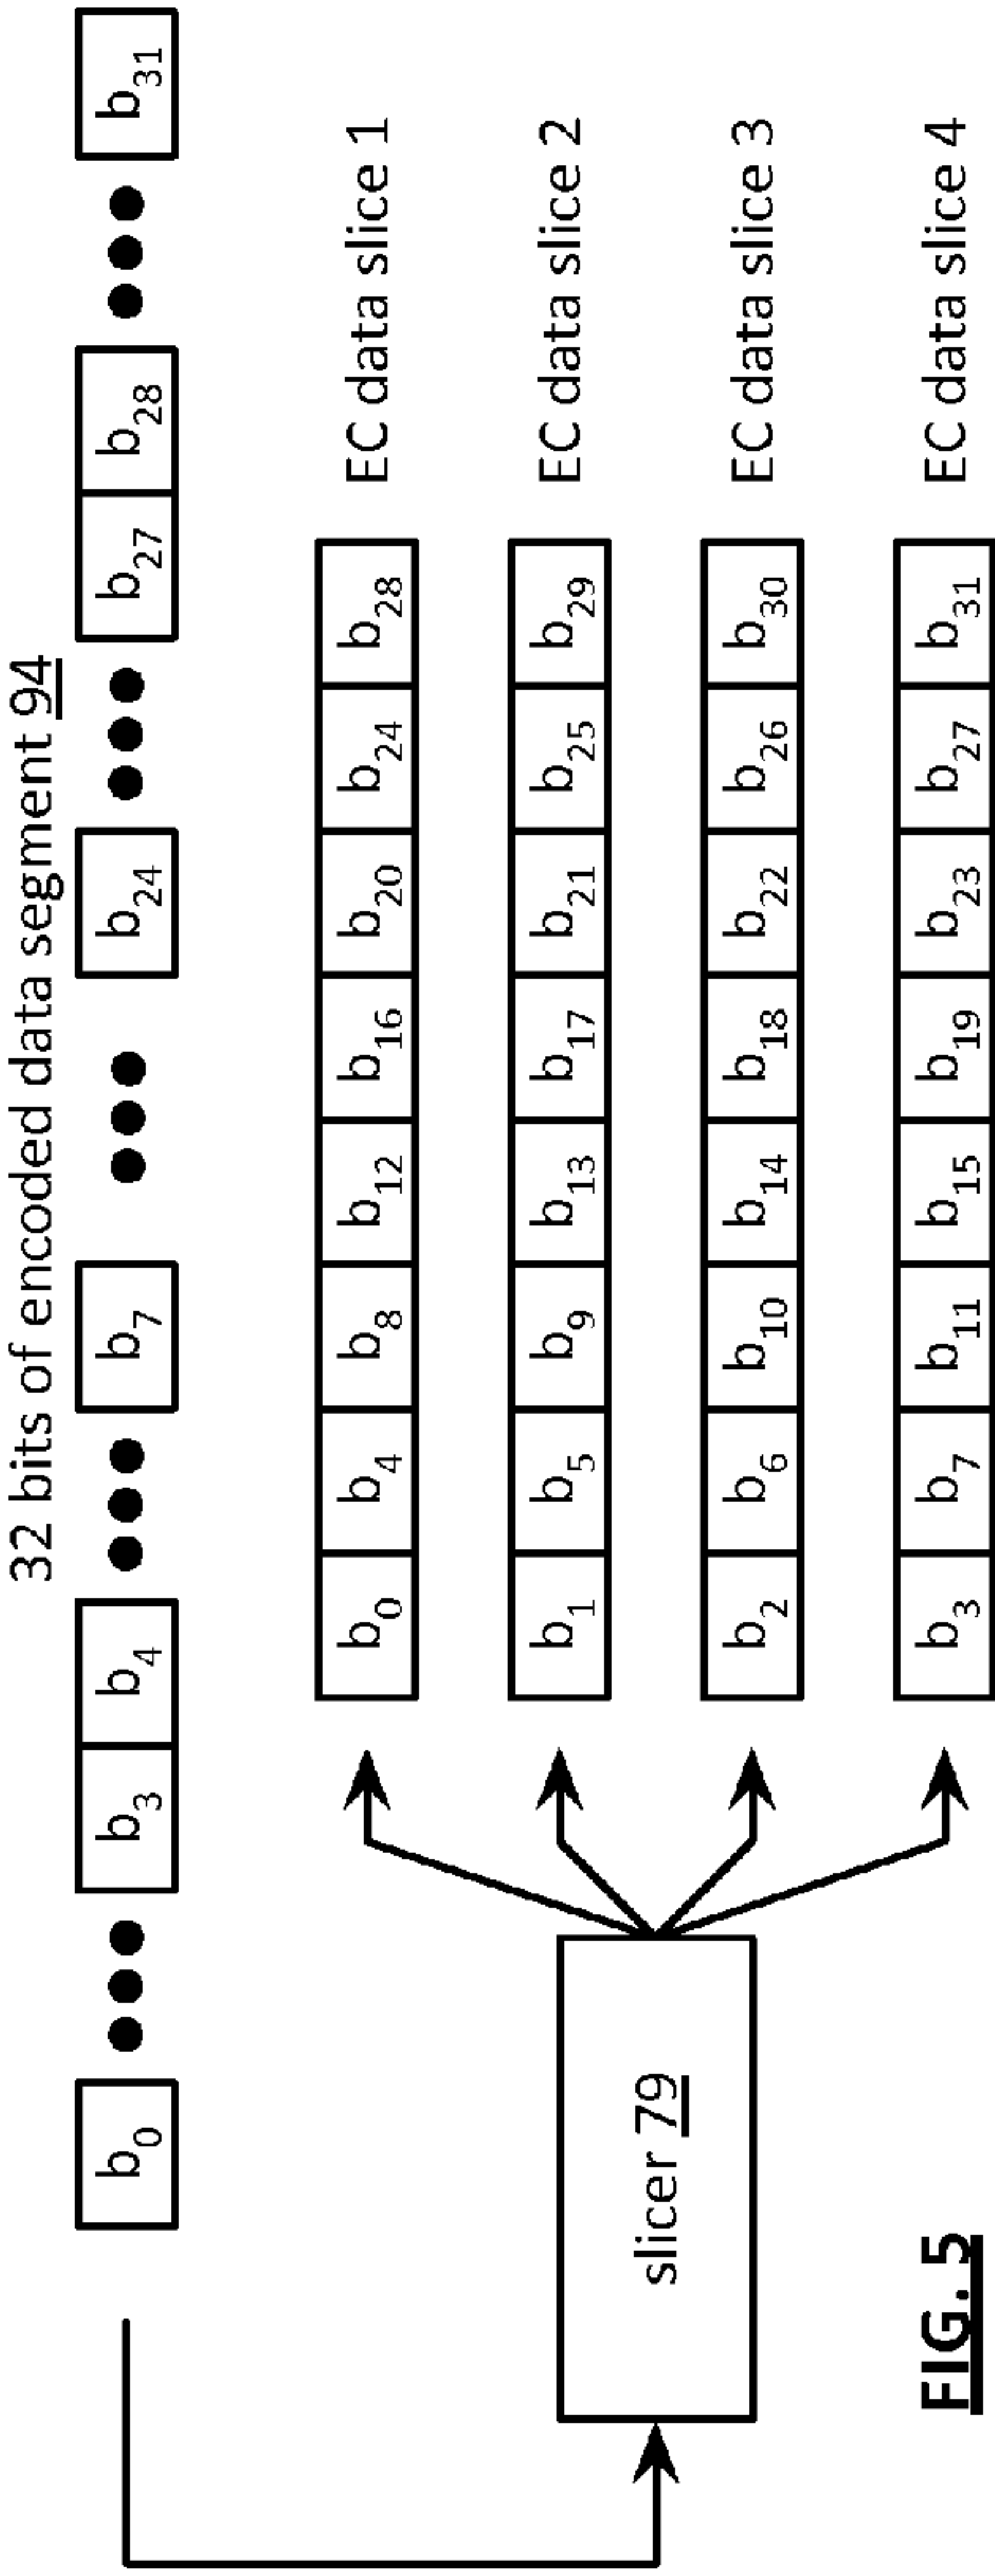 32 bits of encoded data segment 94
b0 ••• b3 b4 ••• b7 ••• b24 ••• b27 b28 ••• b31
b0 b4 b8 b12 b16 b20 b24 b28 EC data slice 1
b1 b5 b9 b13 b17 b21 b25 b29 EC data slice 2
slicer 79
b2 b6 b10 b14 b18 b22 b26 b30 EC data slice 3
b3 b7 b11 b15 b19 b23 b27 b31 EC data slice 4
FIG. 5